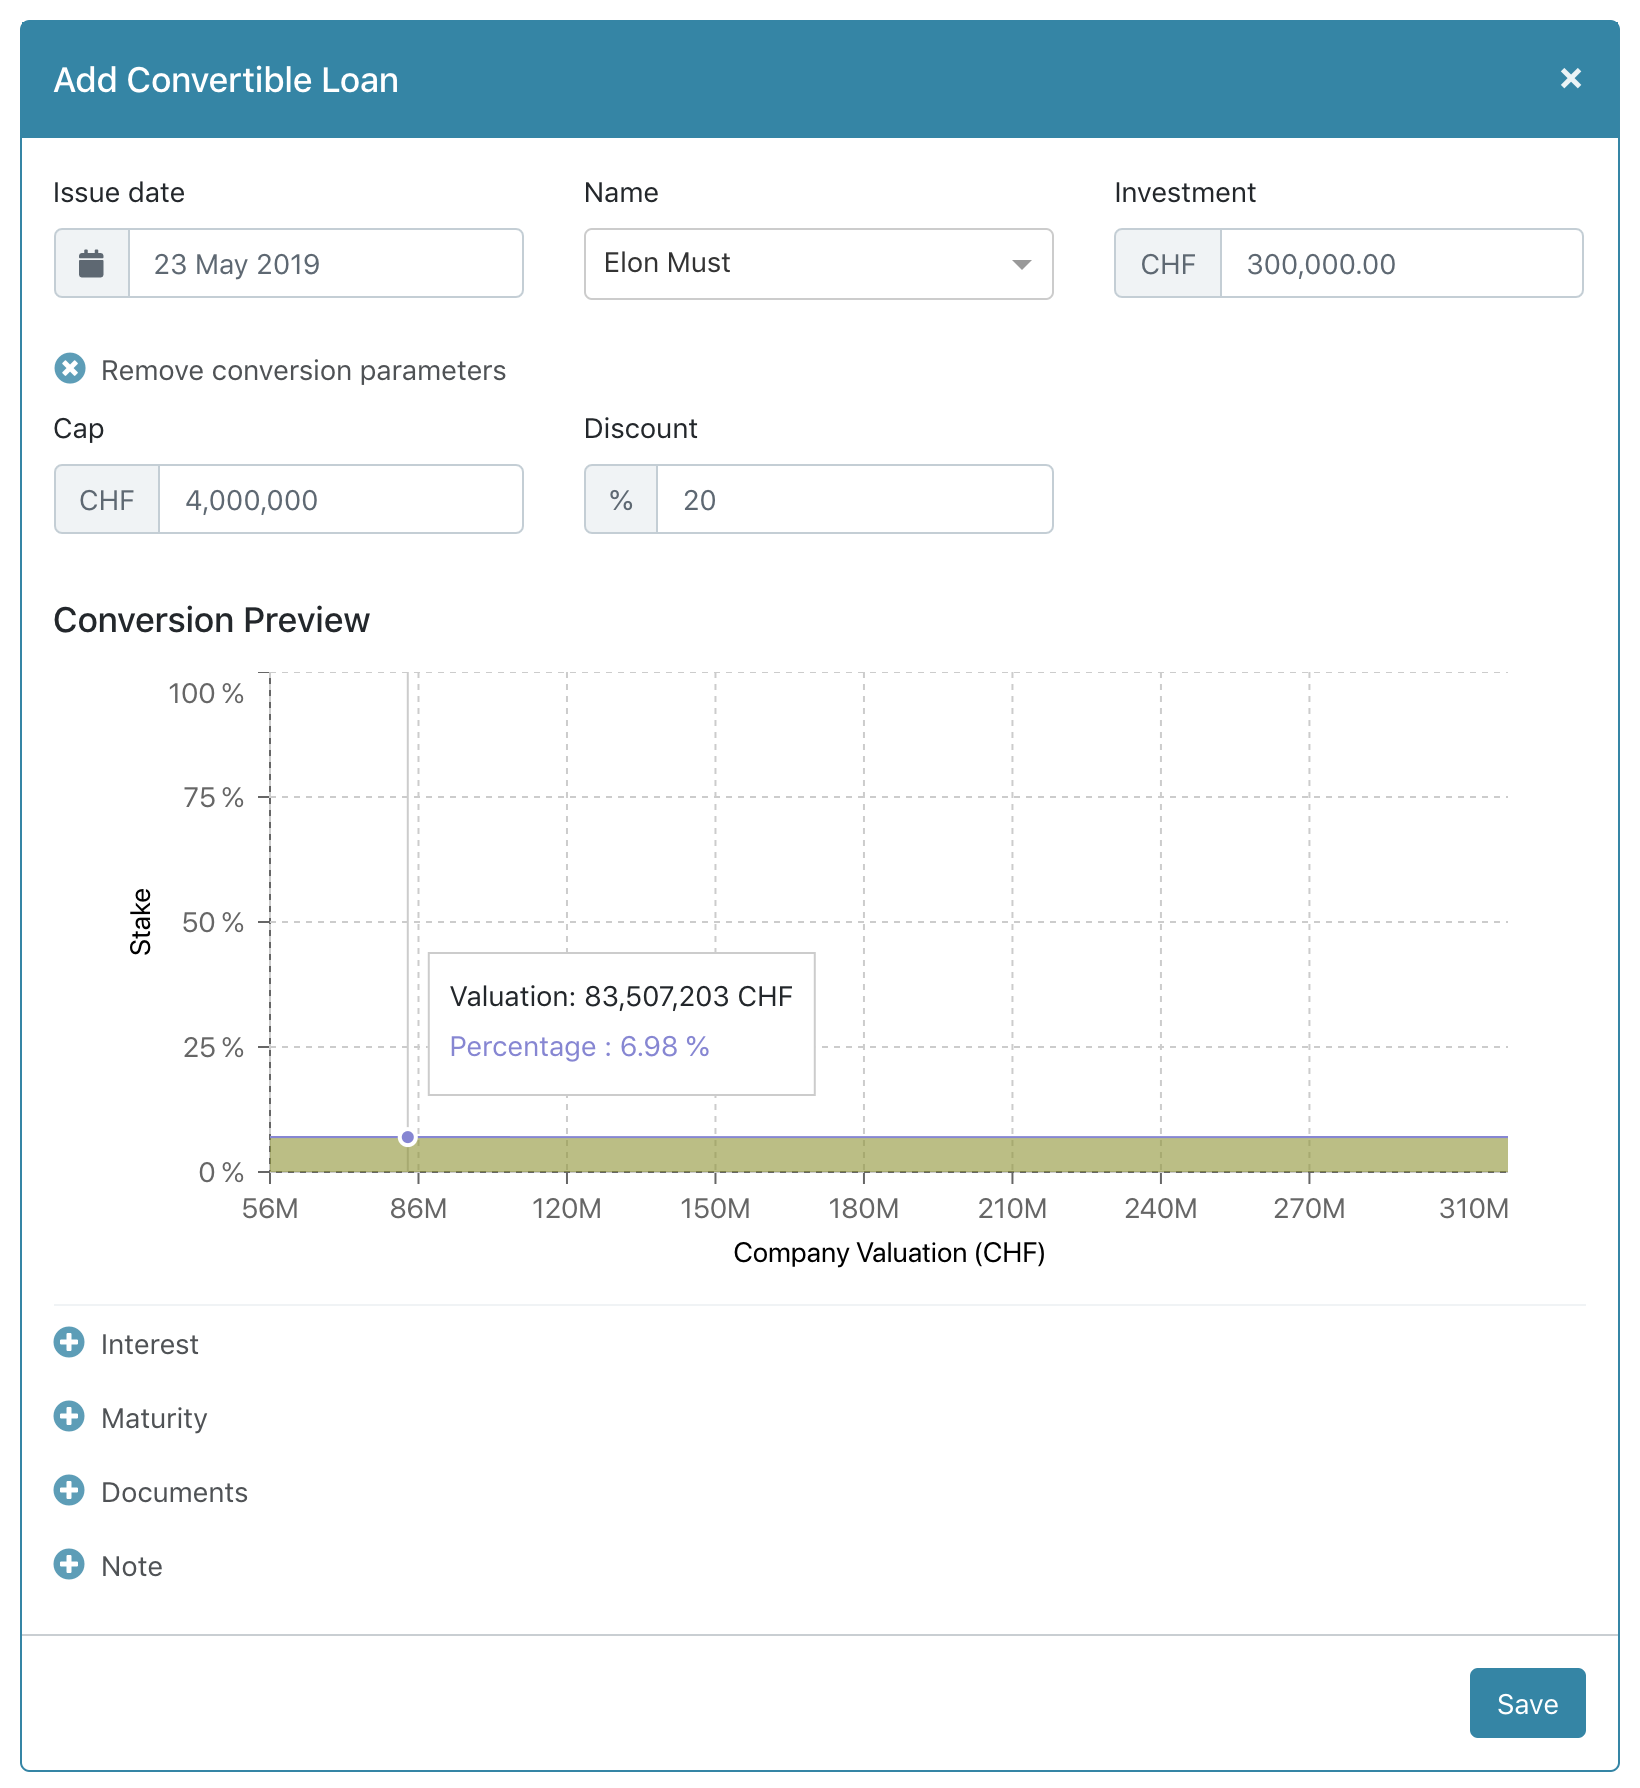 Add Convertible Loan
Issue date
Name
Investment
23 May 2019
Elon Must
CHF 300,000.00
Remove conversion parameters
Cap
Discount
CHF 4,000,000
% 20
Conversion Preview
100 %
75 %
50 %
25 %
0 %
Stake
Valuation: 83,507,203 CHF
Percentage : 6.98 %
56M 86M 120M 150M 180M 210M 240M 270M 310M
Company Valuation (CHF)
Interest
Maturity
Documents
Note
Save